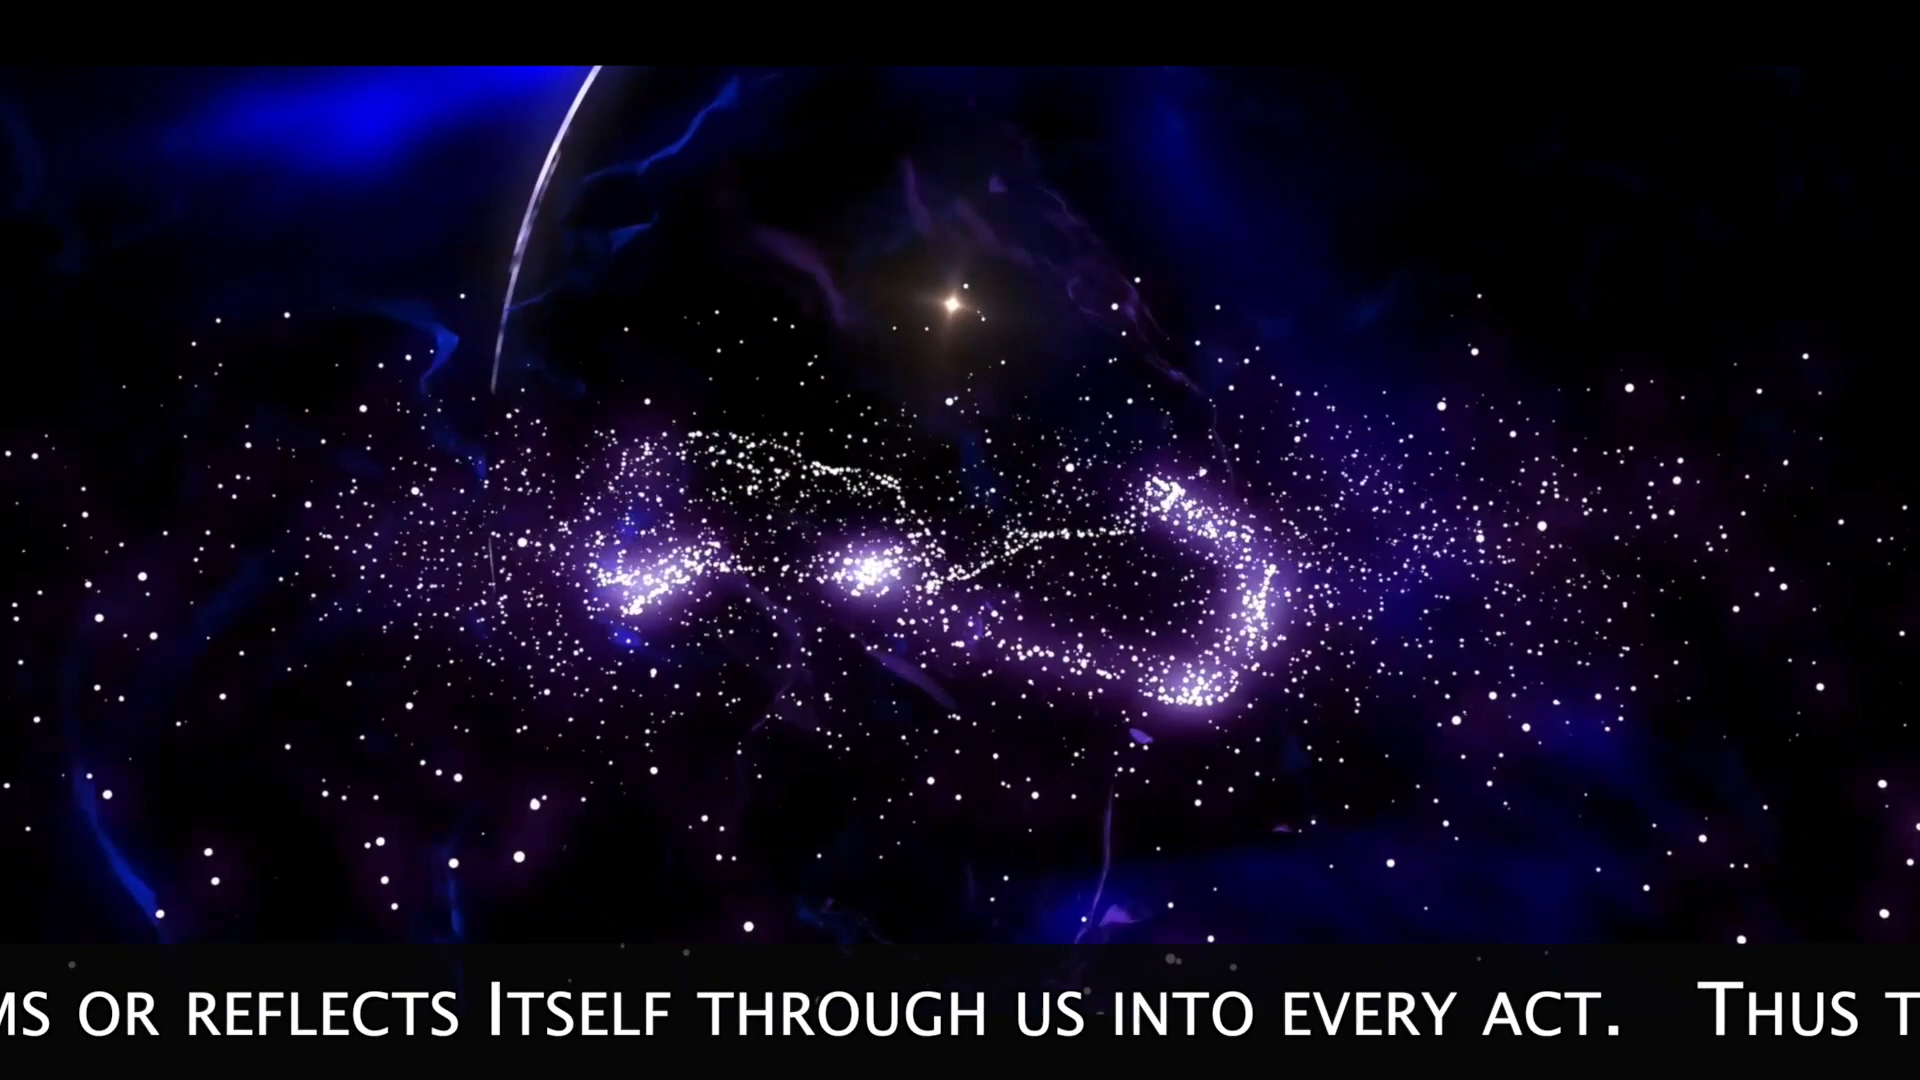 OR REFLECTS ITSELF THROUGH US INTO EVERY ACT. THUS